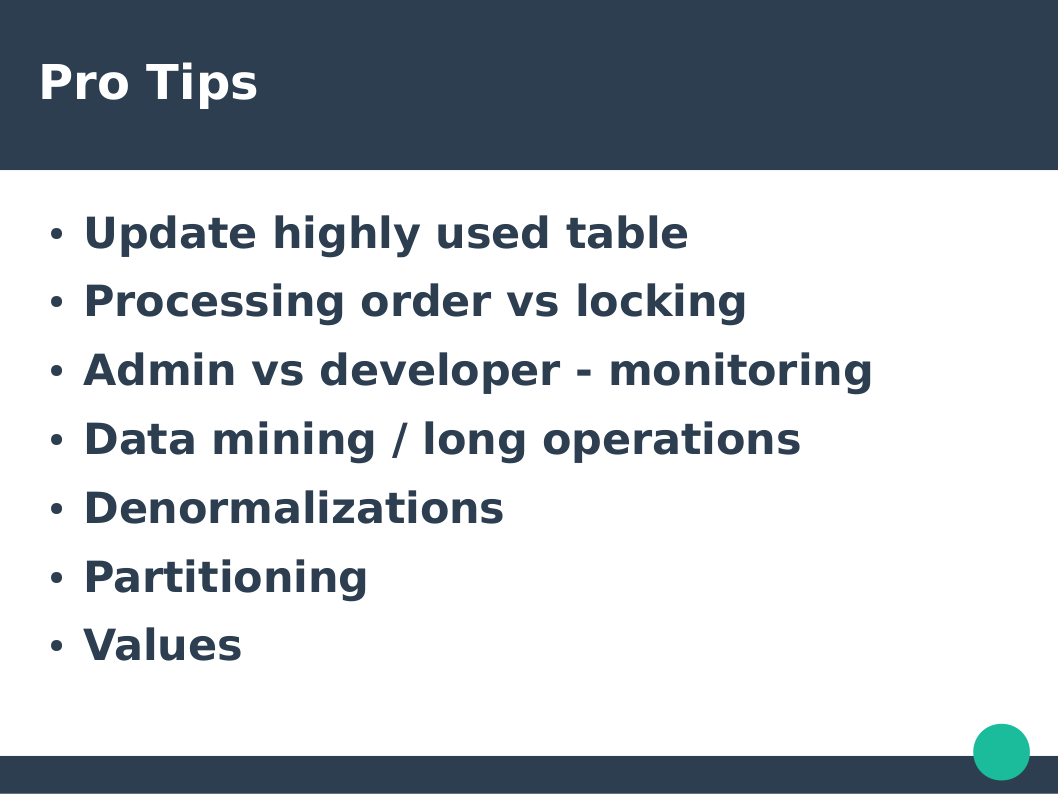 Pro Tips
• Update highly used table
• Processing order vs locking
• Admin vs developer - monitoring
• Data mining / long operations
• Denormalizations
• Partitioning
• Values